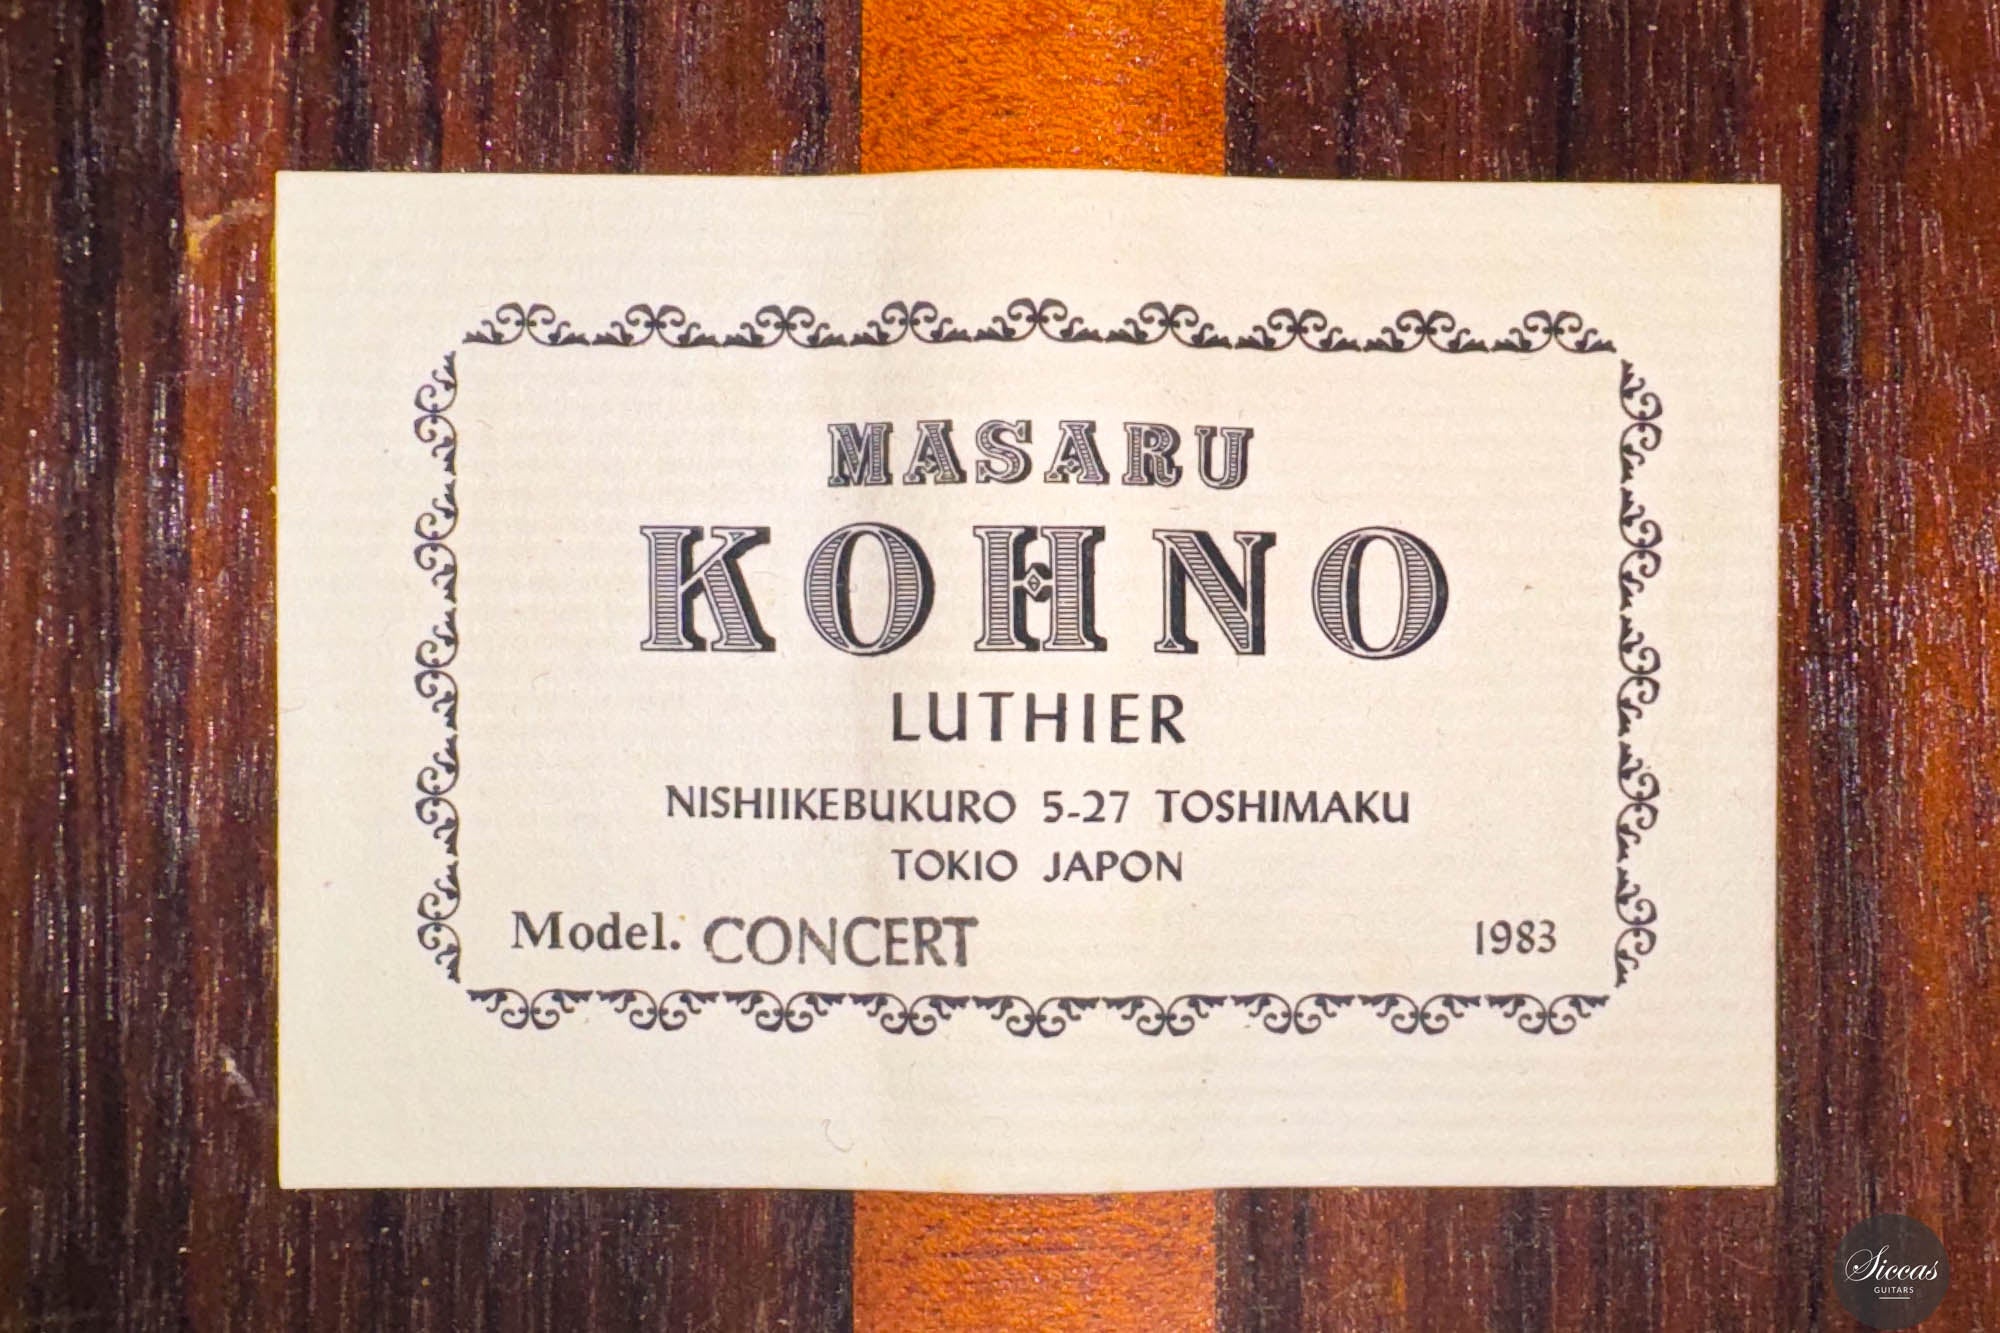 MASARU
KOHNO
LUTHIER
NISHIIKEBUKURO 5-27 TOSHIMAKU
TOKIO JAPON
Model. CONCERT 1983
Siccas
GUITARS